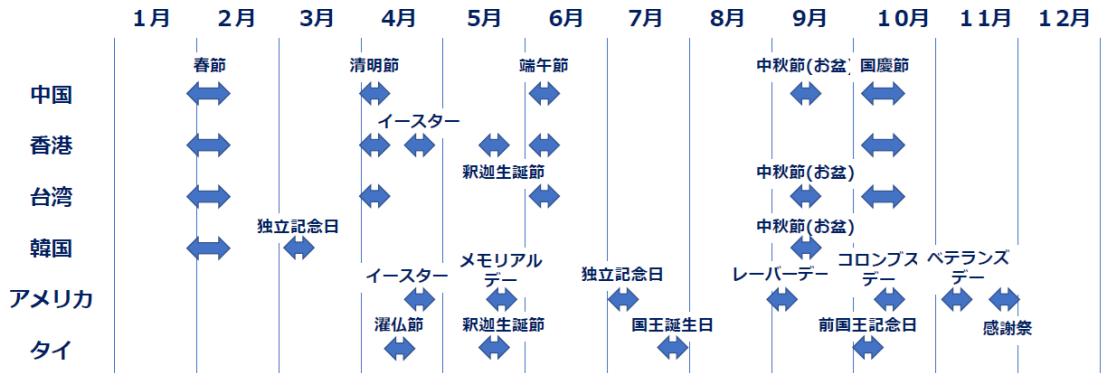 1月 2月 3月 4月 5月 6月 7月 8月 9月 10月 11月 12月
春節 清明節 端午節 中秋節(お盆) 国慶節
中国
イースター
香港
釈迦生誕節 中秋節(お盆)
台湾
独立記念日 中秋節(お盆)
韓国
イースター メモリアル
デー 独立記念日 レーバーデー コロンブス
デー ベテランズ
デー
アメリカ
感謝祭
濯仏節 釈迦生誕節 国王誕生日 前国王記念日
タイ